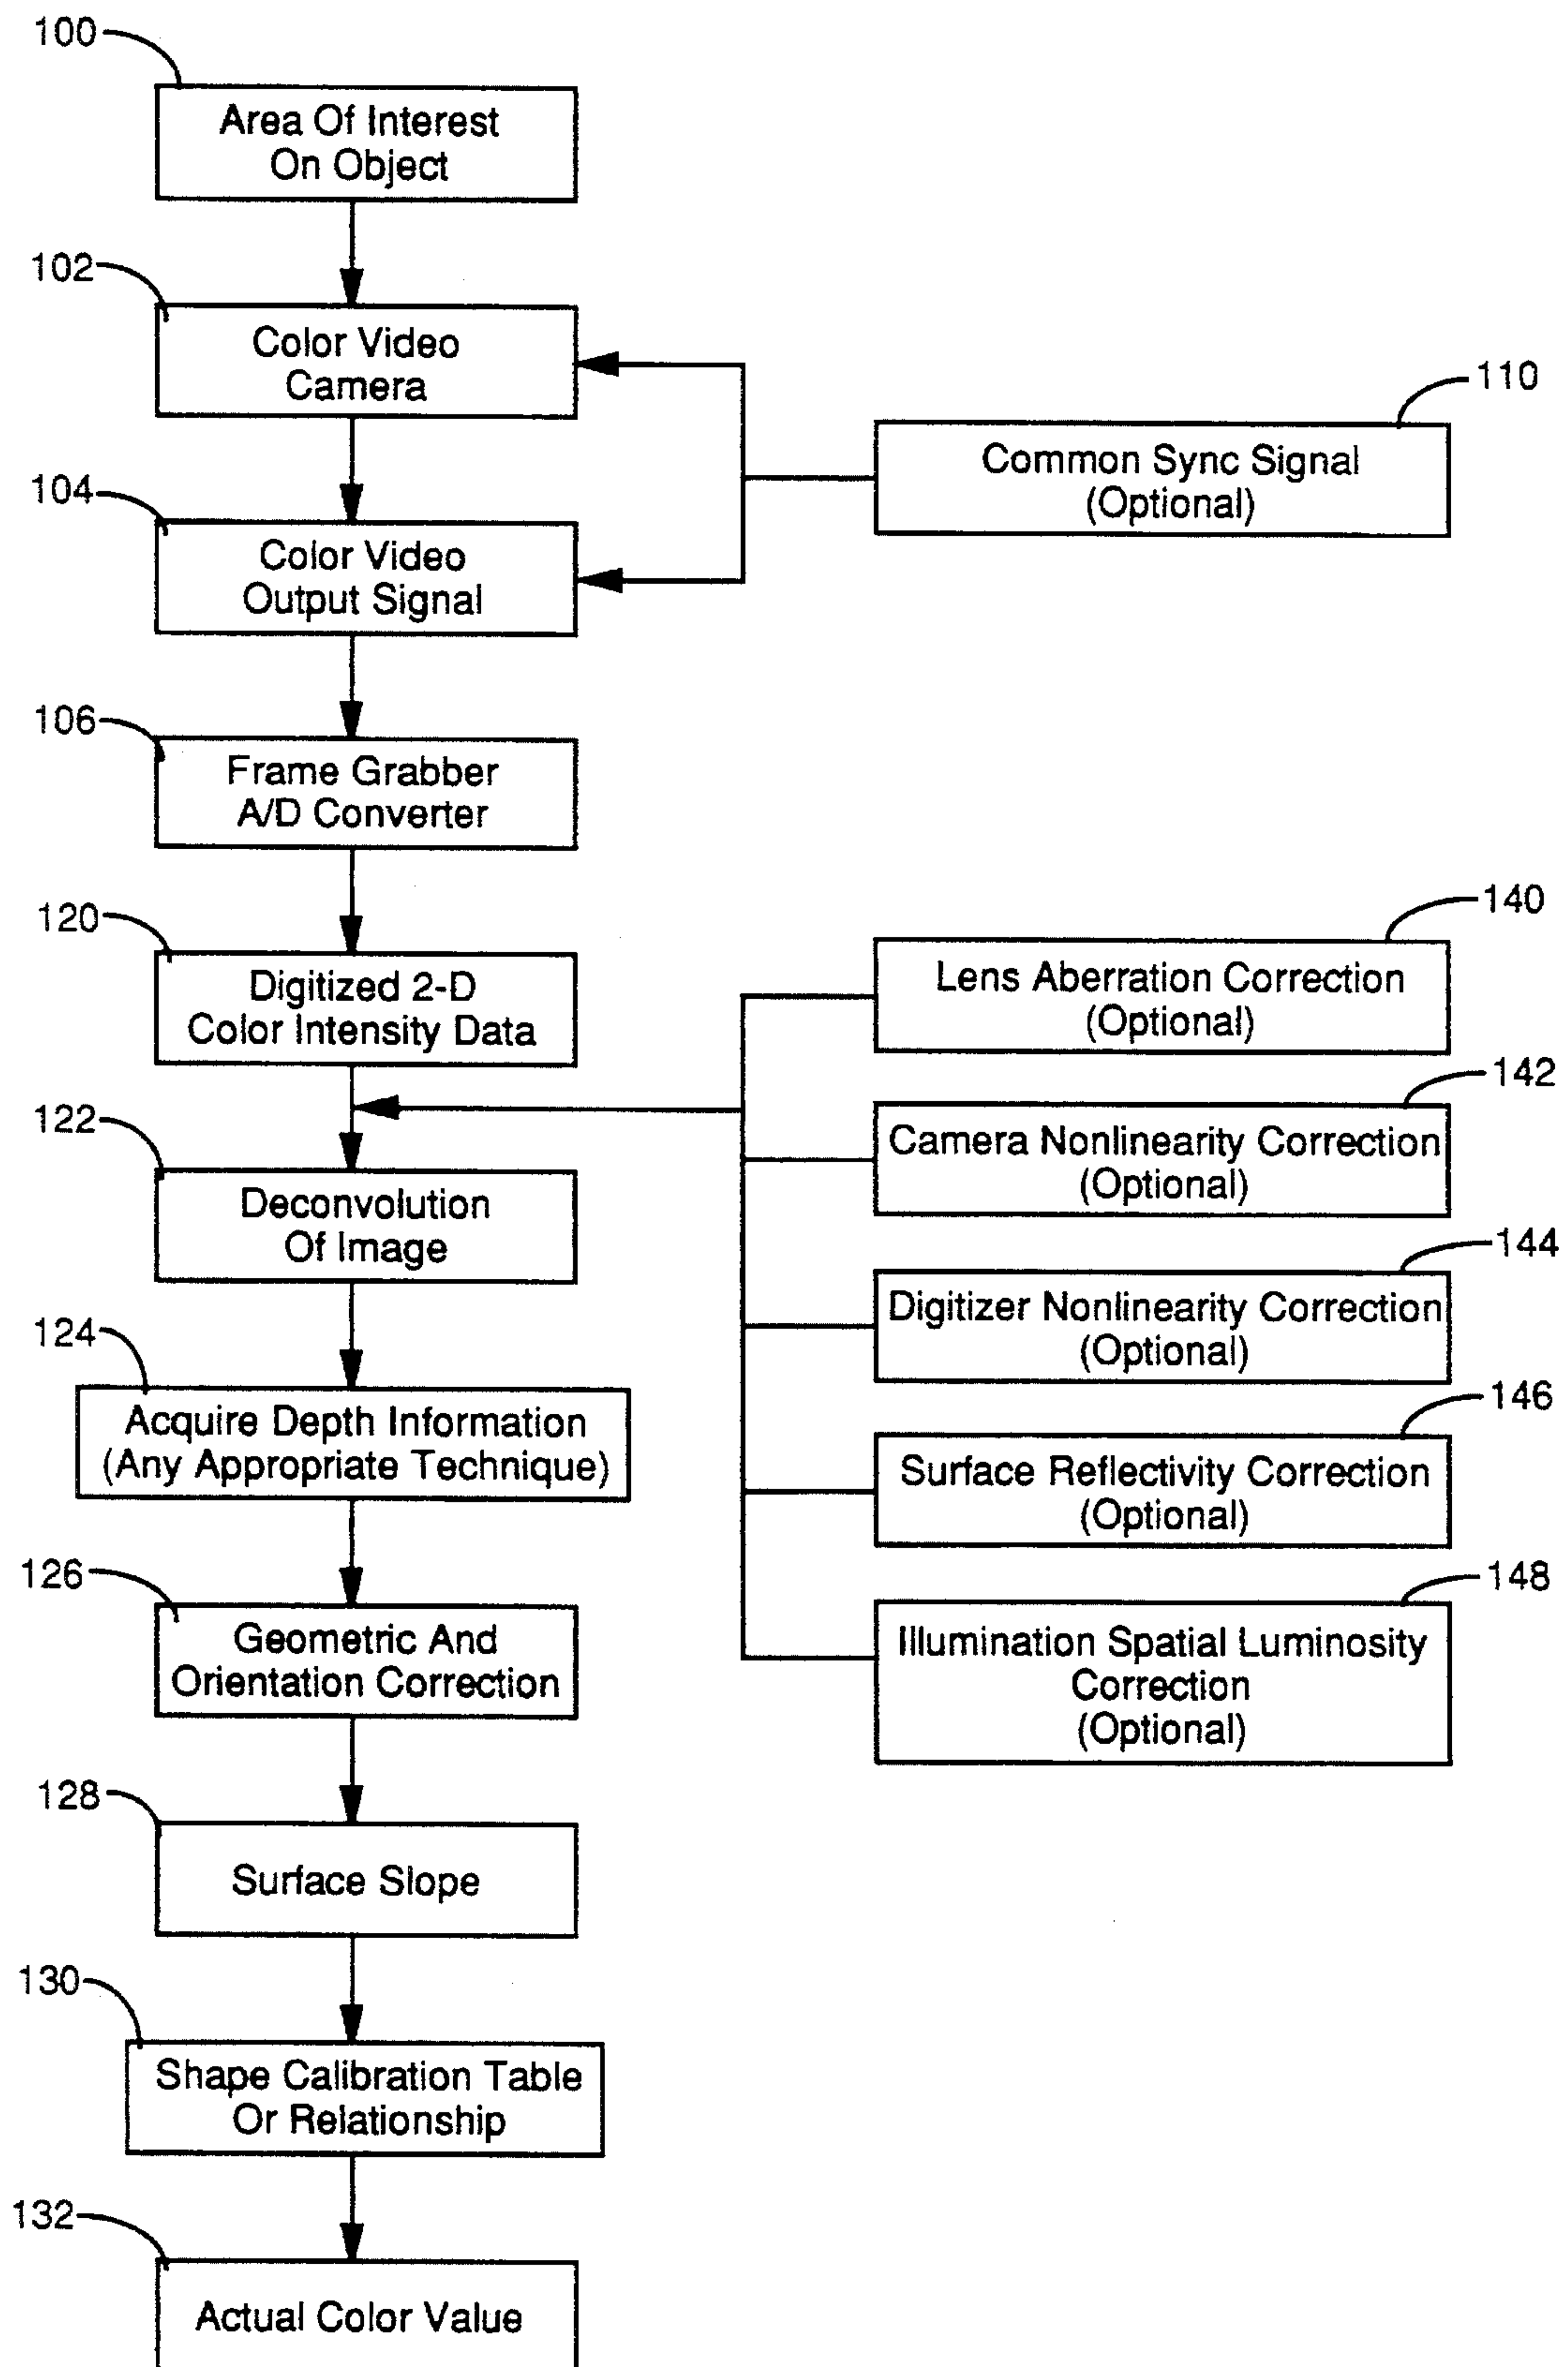 100
Area Of Interest
On Object
102
Color Video
Camera
110
Common Sync Signal
(Optional)
104
Color Video
Output Signal
106
Frame Grabber
A/D Converter
120
Digitized 2-D
Color Intensity Data
140
Lens Aberration Correction
(Optional)
142
Camera Nonlinearity Correction
(Optional)
122
Deconvolution
Of Image
144
Digitizer Nonlinearity Correction
(Optional)
124
Acquire Depth Information
(Any Appropriate Technique)
146
Surface Reflectivity Correction
(Optional)
126
Geometric And
Orientation Correction
148
Illumination Spatial Luminosity
Correction
(Optional)
128
Surface Slope
130
Shape Calibration Table
Or Relationship
132
Actual Color Value